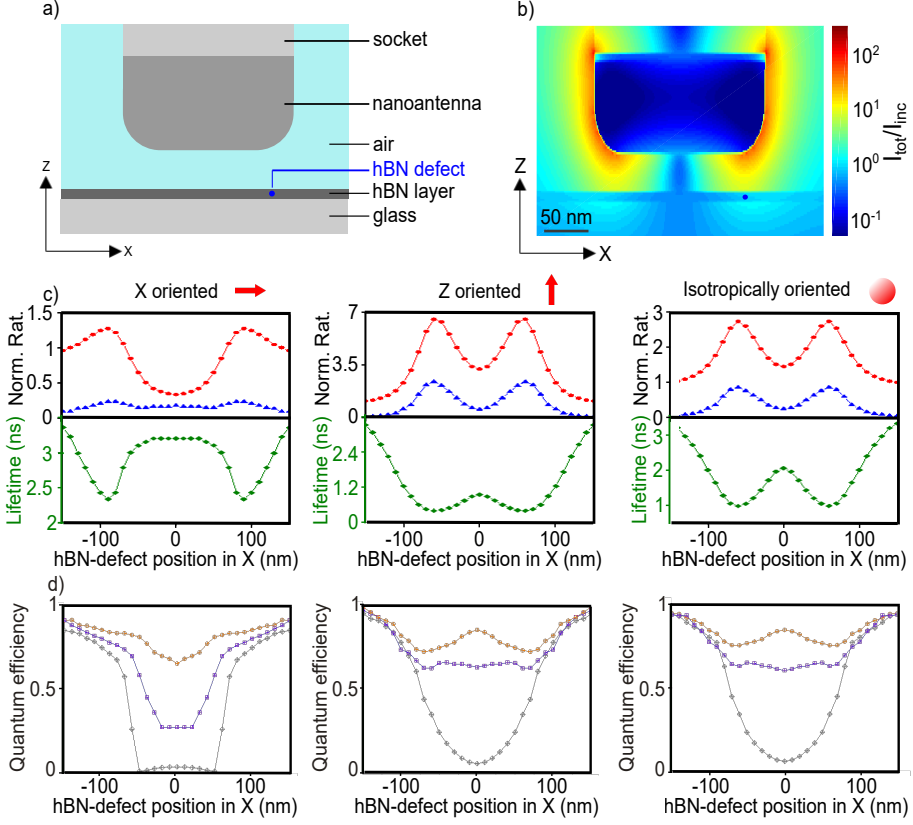 a)
socket
nanoantenna
air
hBN defect
hBN layer
glass
z
x
b)
Z
X
50 nm
10²
10¹
10⁰
10⁻¹
I_tot/I_inc
c)
X oriented
Z oriented
Isotropically oriented
Norm. Rat.
1.5
1
0.5
0
Lifetime (ns)
3
2.5
2
-100 0 100
hBN-defect position in X (nm)
Norm. Rat.
7
3.5
0
Lifetime (ns)
2.4
1.2
0
-100 0 100
hBN-defect position in X (nm)
Norm. Rat.
3
2
1
0
Lifetime (ns)
3
2
1
-100 0 100
hBN-defect position in X (nm)
d)
Quantum efficiency
1
0.5
0
-100 0 100
hBN-defect position in X (nm)
Quantum efficiency
1
0.5
0
-100 0 100
hBN-defect position in X (nm)
Quantum efficiency
1
0.5
0
-100 0 100
hBN-defect position in X (nm)